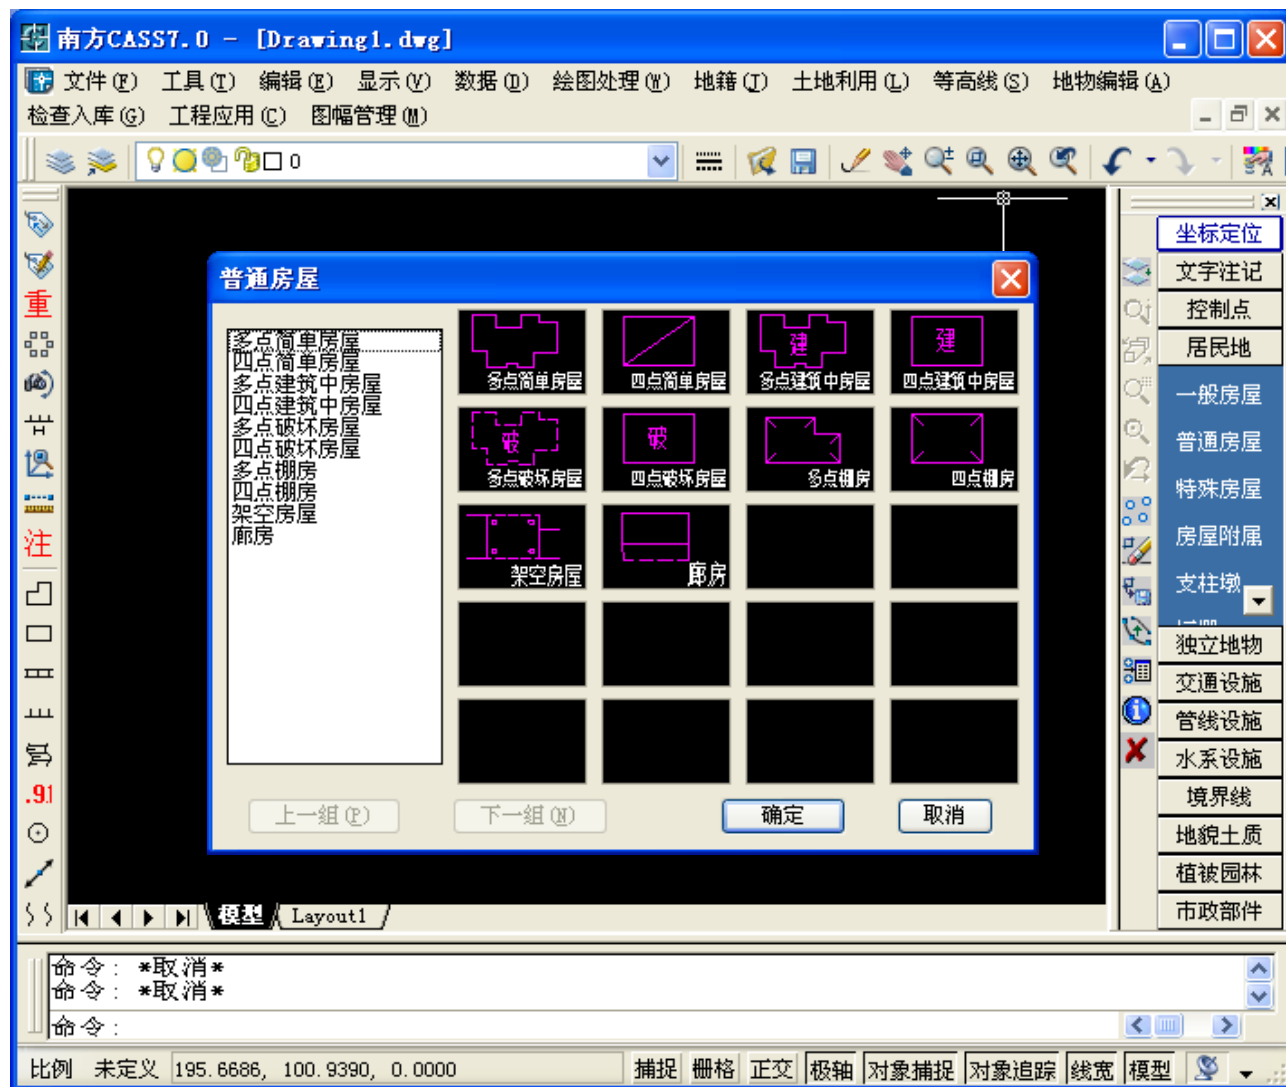 南方CASS7.0 - [Drawing1.dwg]
文件(F) 工具(T) 编辑(E) 显示(V) 数据(D) 绘图处理(W) 地籍(J) 土地利用(L) 等高线(S) 地物编辑(A)
检查入库(G) 工程应用(C) 图幅管理(M)
0
重
注
.91
普通房屋
多点简单房屋
四点简单房屋
多点建筑中房屋
四点建筑中房屋
多点破坏房屋
四点破坏房屋
多点棚房
四点棚房
架空房屋
廊房
多点简单房屋 四点简单房屋 建 多点建筑中房屋 建 四点建筑中房屋
破 多点破坏房屋 破 四点破坏房屋 多点棚房 四点棚房
架空房屋 廊房
上一组(P) 下一组(N) 确定 取消
坐标定位
文字注记
控制点
居民地
一般房屋
普通房屋
特殊房屋
房屋附属
支柱墩
独立地物
交通设施
管线设施
水系设施
境界线
地貌土质
植被园林
市政部件
模型 Layout1
命令: *取消*
命令: *取消*
命令:
比例 未定义 195.6686, 100.9390, 0.0000 捕捉 栅格 正交 极轴 对象捕捉 对象追踪 线宽 模型